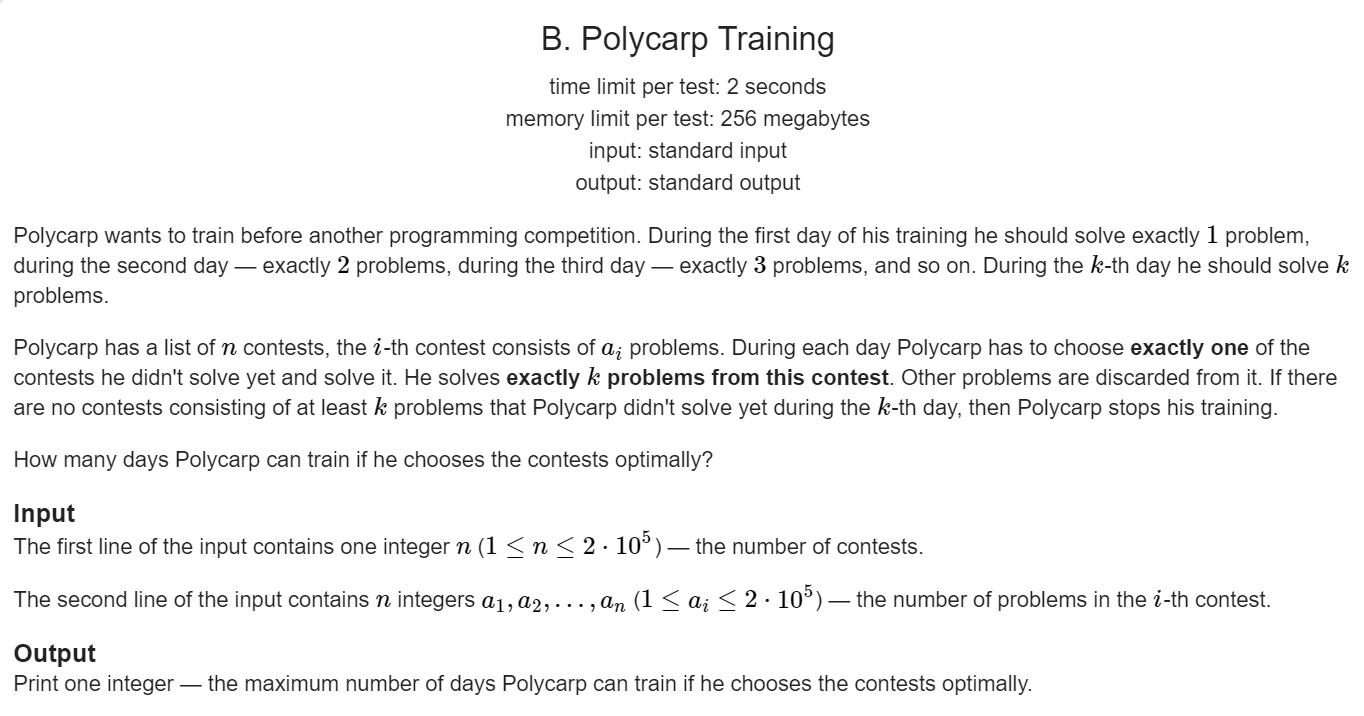 B. Polycarp Training
time limit per test: 2 seconds
memory limit per test: 256 megabytes
input: standard input
output: standard output
Polycarp wants to train before another programming competition. During the first day of his training he should solve exactly 1 problem,
during the second day — exactly 2 problems, during the third day — exactly 3 problems, and so on. During the k-th day he should solve k
problems.
Polycarp has a list of n contests, the i-th contest consists of a_i problems. During each day Polycarp has to choose exactly one of the
contests he didn't solve yet and solve it. He solves exactly k problems from this contest. Other problems are discarded from it. If there
are no contests consisting of at least k problems that Polycarp didn't solve yet during the k-th day, then Polycarp stops his training.
How many days Polycarp can train if he chooses the contests optimally?
Input
The first line of the input contains one integer n (1 ≤ n ≤ 2 · 10^5) — the number of contests.
The second line of the input contains n integers a_1, a_2, . . . , a_n (1 ≤ a_i ≤ 2 · 10^5) — the number of problems in the i-th contest.
Output
Print one integer — the maximum number of days Polycarp can train if he chooses the contests optimally.